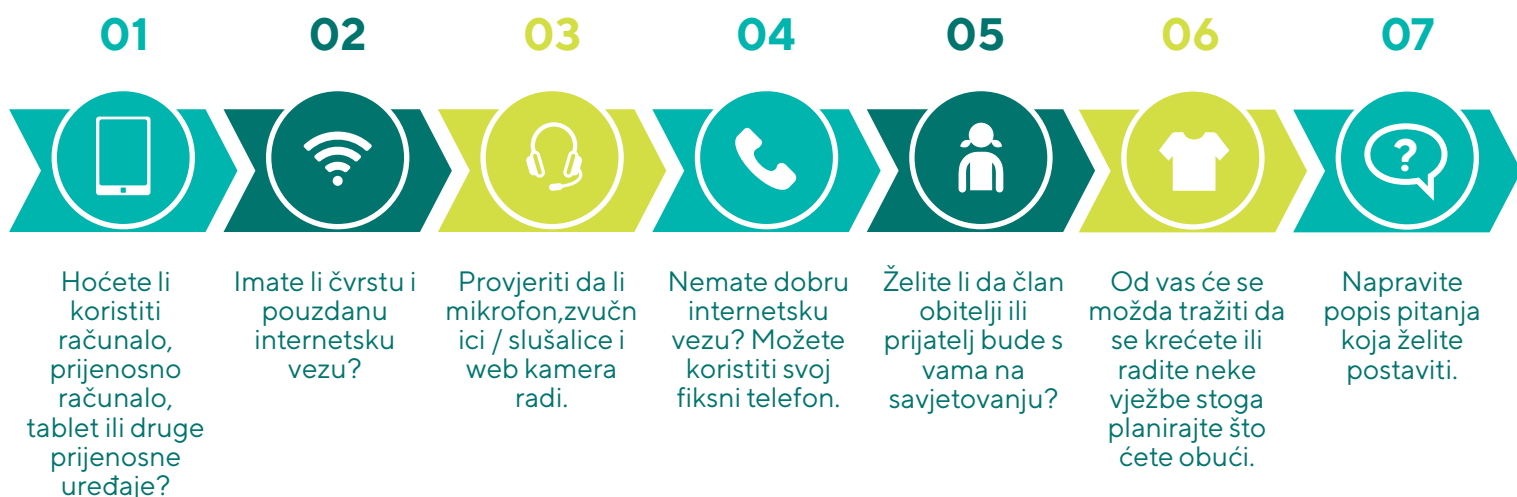 01
02
03
04
05
06
07
?
Hoćete li
koristiti
računalo,
prijenosno
računalo,
tablet ili druge
prijenosne
uređaje?
Imate li čvrstu i
pouzdanu
internetsku
vezu?
Provjeriti da li
mikrofon,zvučn
ici / slušalice i
web kamera
radi.
Nemate dobru
internetsku
vezu? Možete
koristiti svoj
fiksni telefon.
Želite li da član
obitelji ili
prijatelj bude s
vama na
savjetovanju?
Od vas će se
možda tražiti da
se krećete ili
radite neke
vježbe stoga
planirajte što
ćete obući.
Napravite
popis pitanja
koja želite
postaviti.